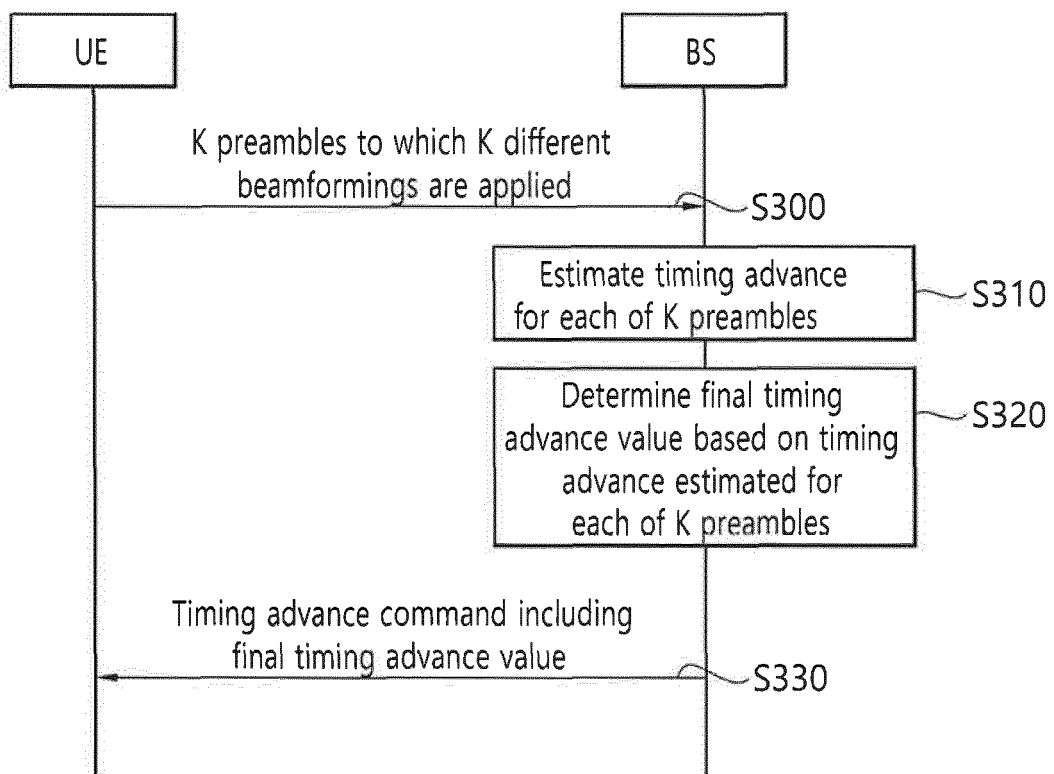 UE
BS
K preambles to which K different
beamformings are applied
S300
Estimate timing advance
for each of K preambles
S310
Determine final timing
advance value based on timing
advance estimated for
each of K preambles
S320
Timing advance command including
final timing advance value
S330